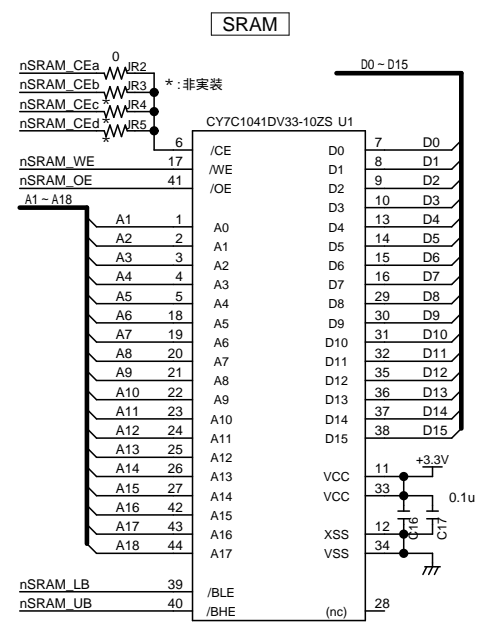 SRAM
nSRAM_CEa 0 JR2
nSRAM_CEb JR3
nSRAM_CEc * JR4
nSRAM_CEd * JR5
*
*:非実装
D0~D15
CY7C1041DV33-10ZS U1
6 /CE D0 7 D0
nSRAM_WE 17 /WE D1 8 D1
nSRAM_OE 41 /OE D2 9 D2
A1~A18 D3 10 D3
A1 1 A0 D4 13 D4
A2 2 A1 D5 14 D5
A3 3 A2 D6 15 D6
A4 4 A3 D7 16 D7
A5 5 A4 D8 29 D8
A6 18 A5 D9 30 D9
A7 19 A6 D10 31 D10
A8 20 A7 D11 32 D11
A9 21 A8 D12 35 D12
A10 22 A9 D13 36 D13
A11 23 A10 D14 37 D14
A12 24 A11 D15 38 D15
A13 25 A12
A14 26 A13 VCC 11 +3.3V
A15 27 A14 VCC 33 0.1u
A16 42 A15
A17 43 A16 XSS 12 C16 C17
A18 44 A17 VSS 34
nSRAM_LB 39 /BLE
nSRAM_UB 40 /BHE (nc) 28